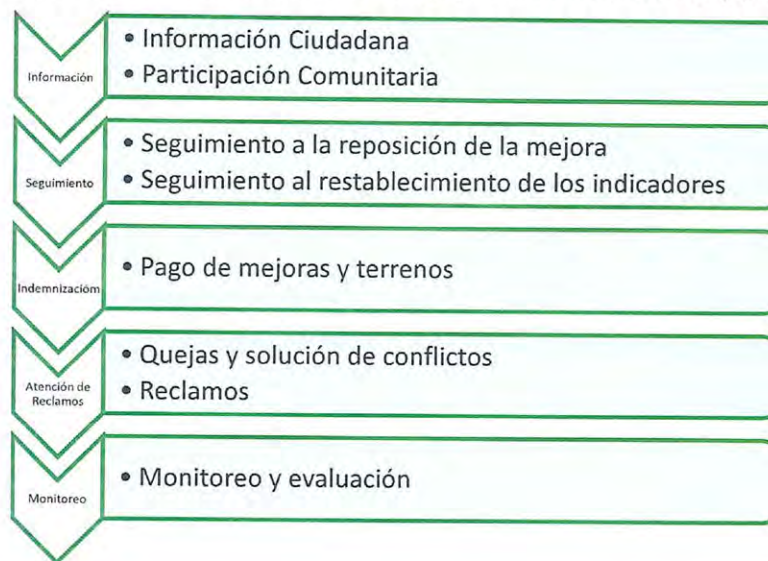 Información
• Información Ciudadana
• Participación Comunitaria
Seguimiento
• Seguimiento a la reposición de la mejora
• Seguimiento al restablecimiento de los indicadores
Indemnizacióm
• Pago de mejoras y terrenos
Atención de
Reclamos
• Quejas y solución de conflictos
• Reclamos
Monitoreo
• Monitoreo y evaluación